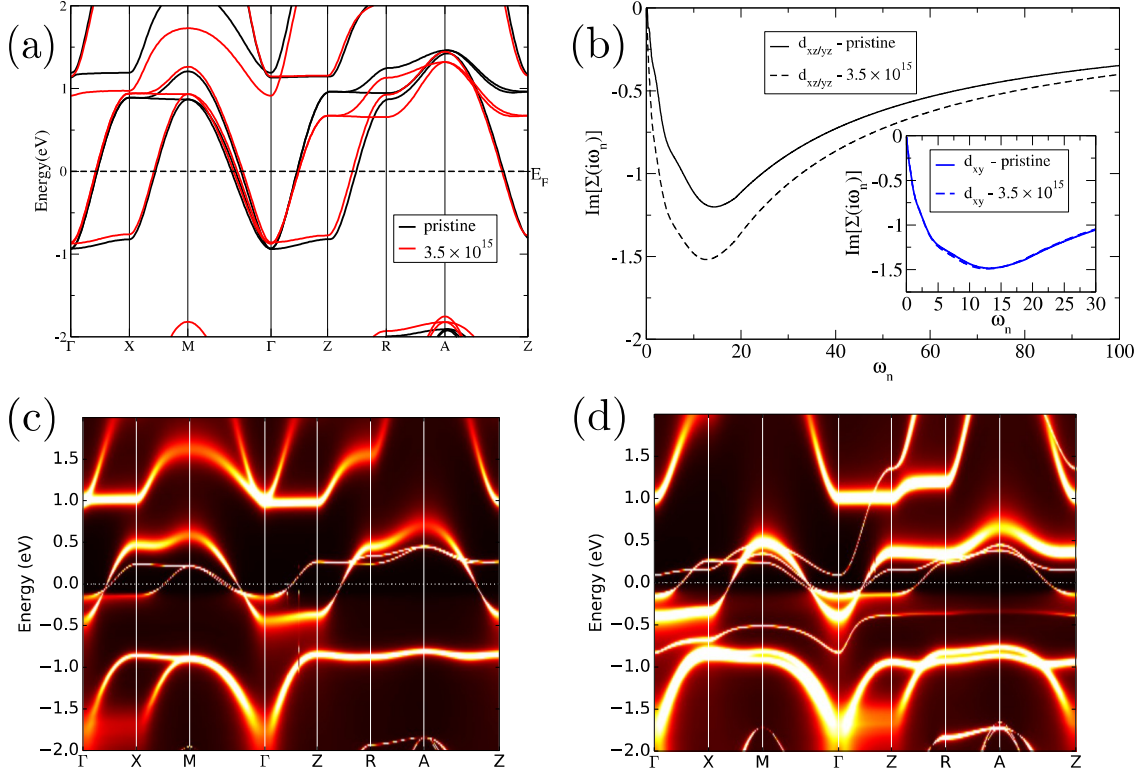 (a)
Energy(eV)
2
1
0
-1
-2
Γ X M Γ Z R A Z
E_F
pristine
3.5 × 10^15
(b)
Im[Σ(iω_n)]
0
-0.5
-1
-1.5
-2
0 20 40 60 80 100
ω_n
d_xz/yz - pristine
d_xz/yz - 3.5 × 10^15
Im[Σ(iω_n)]
0
-0.5
-1
-1.5
0 5 10 15 20 25 30
ω_n
d_xy - pristine
d_xy - 3.5 × 10^15
(c)
Energy (eV)
1.5
1.0
0.5
0.0
−0.5
−1.0
−1.5
−2.0
Γ X M Γ Z R A Z
(d)
Energy (eV)
1.5
1.0
0.5
0.0
−0.5
−1.0
−1.5
−2.0
Γ X M Γ Z R A Z